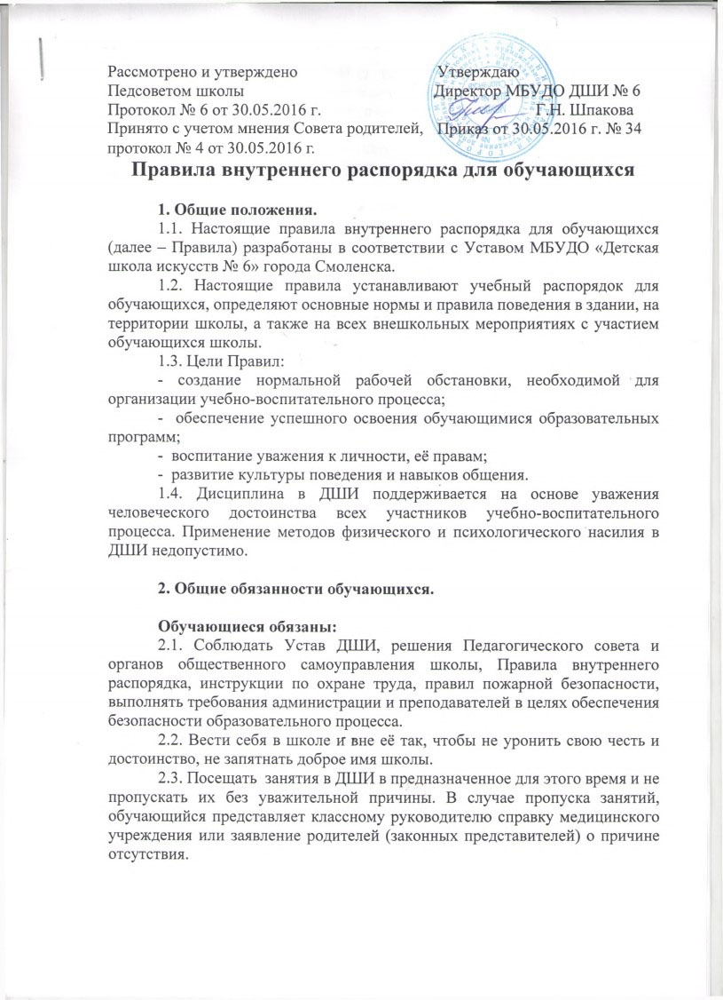 Рассмотрено и утверждено Утверждаю
Педсоветом школы Директор МБУДО ДШИ № 6
Протокол № 6 от 30.05.2016 г. Г.Н. Шпакова
Принято с учетом мнения Совета родителей, Приказ от 30.05.2016 г. № 34
протокол № 4 от 30.05.2016 г.
Правила внутреннего распорядка для обучающихся
1. Общие положения.
1.1. Настоящие правила внутреннего распорядка для обучающихся
(далее – Правила) разработаны в соответствии с Уставом МБУДО «Детская
школа искусств № 6» города Смоленска.
1.2. Настоящие правила устанавливают учебный распорядок для
обучающихся, определяют основные нормы и правила поведения в здании, на
территории школы, а также на всех внешкольных мероприятиях с участием
обучающихся школы.
1.3. Цели Правил:
- создание нормальной рабочей обстановки, необходимой для
организации учебно-воспитательного процесса;
- обеспечение успешного освоения обучающимися образовательных
программ;
- воспитание уважения к личности, её правам;
- развитие культуры поведения и навыков общения.
1.4. Дисциплина в ДШИ поддерживается на основе уважения
человеческого достоинства всех участников учебно-воспитательного
процесса. Применение методов физического и психологического насилия в
ДШИ недопустимо.
2. Общие обязанности обучающихся.
Обучающиеся обязаны:
2.1. Соблюдать Устав ДШИ, решения Педагогического совета и
органов общественного самоуправления школы, Правила внутреннего
распорядка, инструкции по охране труда, правил пожарной безопасности,
выполнять требования администрации и преподавателей в целях обеспечения
безопасности образовательного процесса.
2.2. Вести себя в школе и вне её так, чтобы не уронить свою честь и
достоинство, не запятнать доброе имя школы.
2.3. Посещать занятия в ДШИ в предназначенное для этого время и не
пропускать их без уважительной причины. В случае пропуска занятий,
обучающийся представляет классному руководителю справку медицинского
учреждения или заявление родителей (законных представителей) о причине
отсутствия.